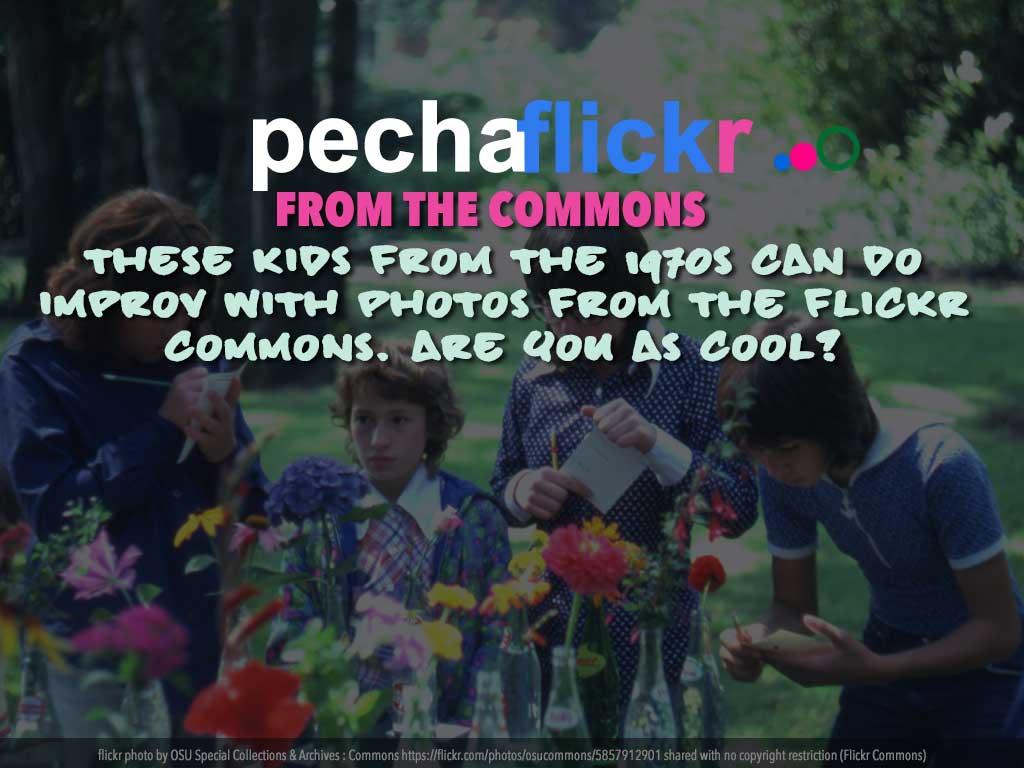 pechaflickr
FROM THE COMMONS
THESE KIDS FROM THE 1970S CAN DO
IMPROV WITH PHOTOS FROM THE FLICKR
COMMONS. ARE YOU AS COOL?
flickr photo by OSU Special Collections & Archives : Commons https://flickr.com/photos/osucommons/5857912901 shared with no copyright restriction (Flickr Commons)